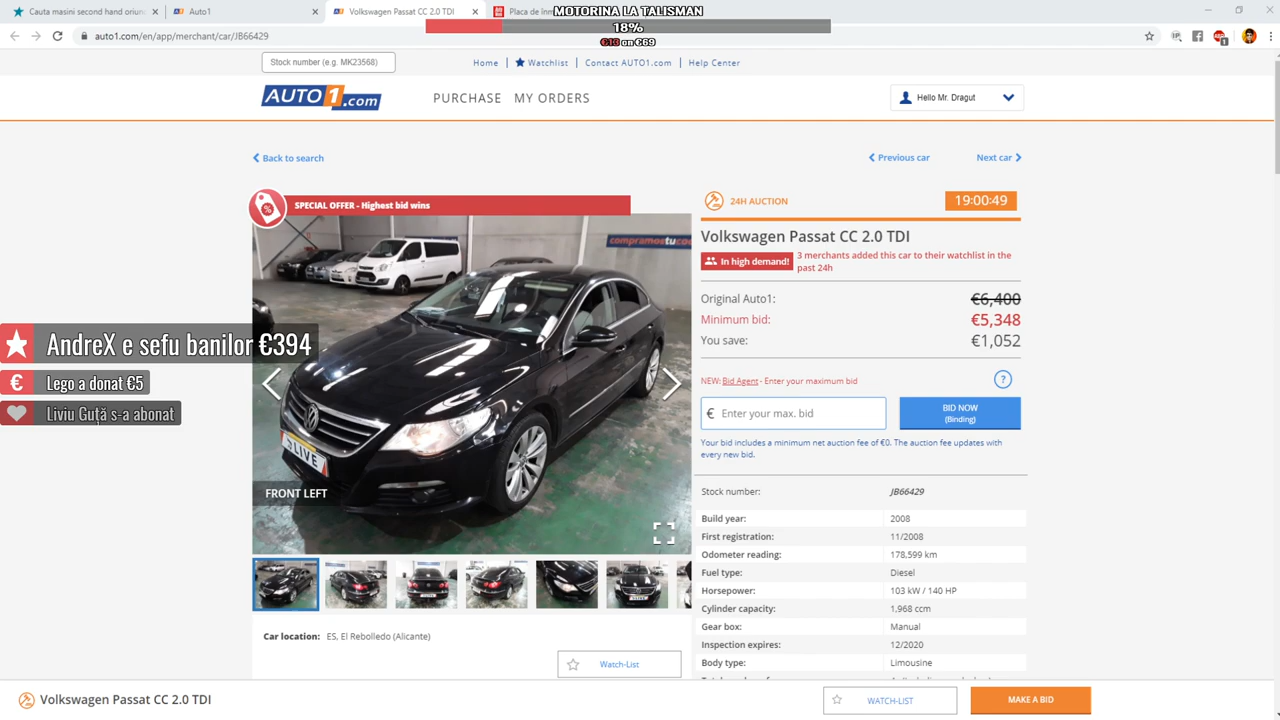 Cauta masini second hand oriun
Auto1
Volkswagen Passat CC 2.0 TDI
Placa de inm
MOTORINA LA TALISMAN
18%
€13 on €69
auto1.com/en/app/merchant/car/JB66429
Stock number (e.g. MK23568)
Home
Watchlist
Contact AUTO1.com
Help Center
AUTO1.com
PURCHASE
MY ORDERS
Hello Mr. Dragut
Back to search
Previous car
Next car
SPECIAL OFFER - Highest bid wins
compramostucoc
SLIVE
FRONT LEFT
AndreX e sefu banilor €394
€ Lego a donat €5
Liviu Guță s-a abonat
24H AUCTION
19:00:49
Volkswagen Passat CC 2.0 TDI
In high demand!
3 merchants added this car to their watchlist in the
past 24h
Original Auto1: €6,400
Minimum bid: €5,348
You save: €1,052
NEW: Bid Agent - Enter your maximum bid
?
€ Enter your max. bid
BID NOW
(Binding)
Your bid includes a minimum net auction fee of €0. The auction fee updates with
every new bid.
Stock number: JB66429
Build year: 2008
First registration: 11/2008
Odometer reading: 178,599 km
Fuel type: Diesel
Horsepower: 103 kW / 140 HP
Cylinder capacity: 1,968 ccm
Gear box: Manual
Inspection expires: 12/2020
Body type: Limousine
Car location: ES, El Rebolledo (Alicante)
Watch-List
Volkswagen Passat CC 2.0 TDI
WATCH-LIST
MAKE A BID